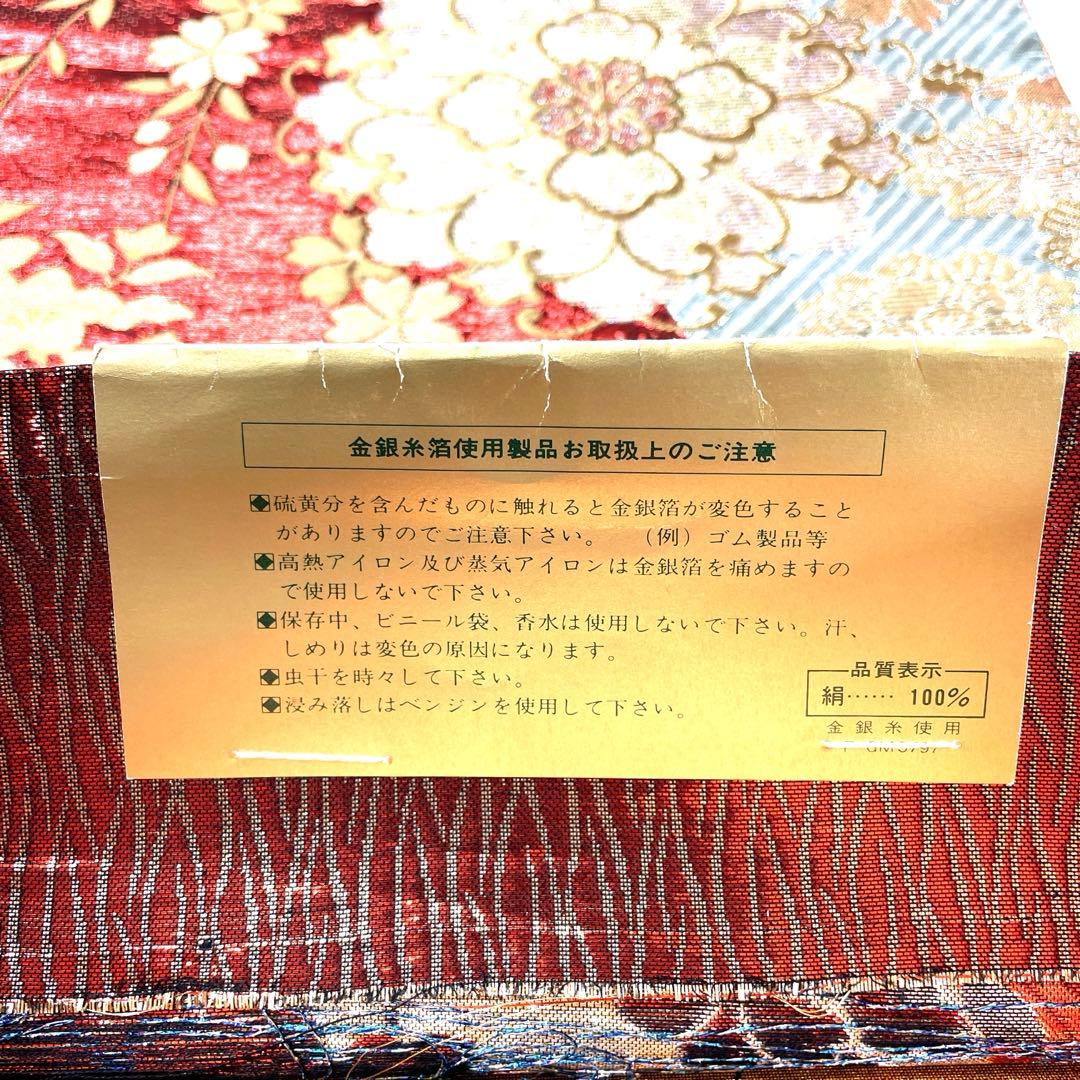 金銀糸箔使用製品お取扱上のご注意
◆硫黄分を含んだものに触れると金銀箔が変色すること
がありますのでご注意下さい。 (例)ゴム製品等
◆高熱アイロン及び蒸気アイロンは金銀箔を痛めますの
で使用しないで下さい。
◆保存中、ビニール袋、香水は使用しないで下さい。汗、
しめりは変色の原因になります。
◆虫干を時々して下さい。
◆浸み落しはベンジンを使用して下さい。
品質表示
絹…… 100%
金銀糸使用